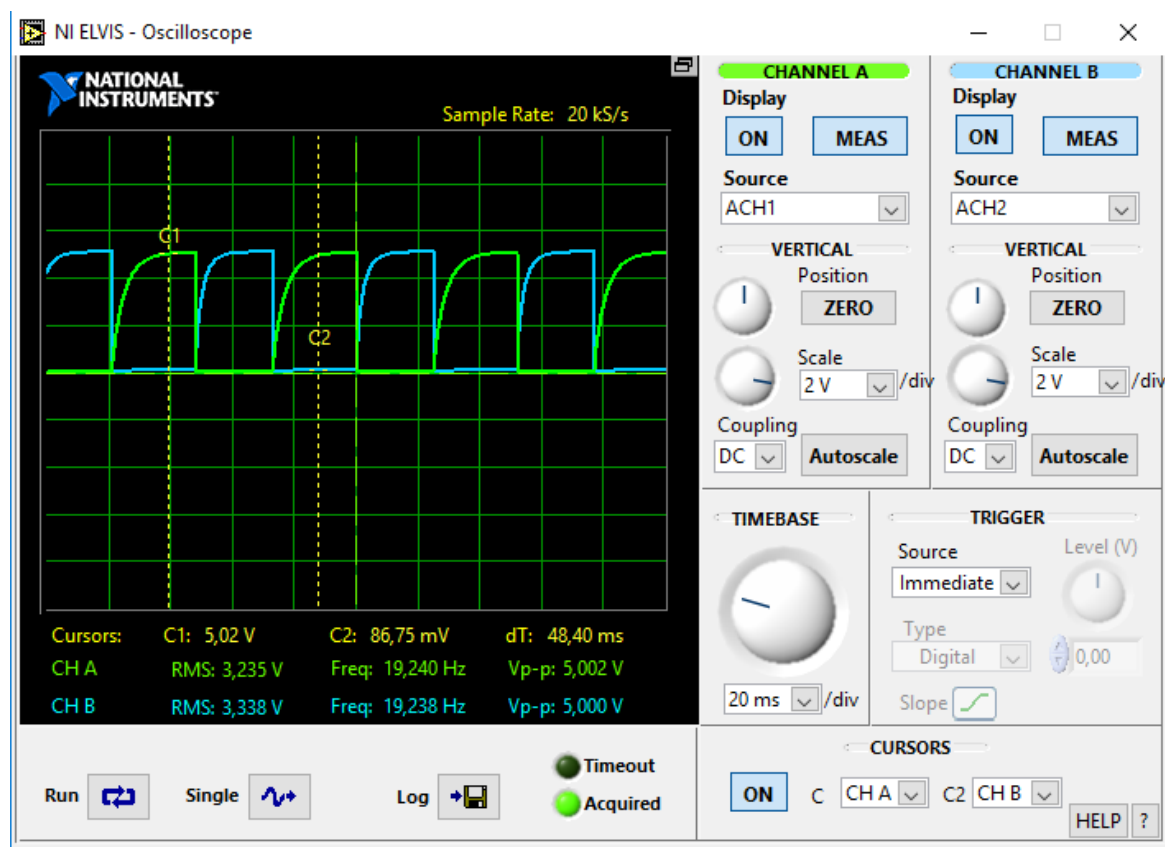 NI ELVIS - Oscilloscope
NATIONAL
INSTRUMENTS™
Sample Rate: 20 kS/s
C1
C2
Cursors: C1: 5,02 V C2: 86,75 mV dT: 48,40 ms
CH A RMS: 3,235 V Freq: 19,240 Hz Vp-p: 5,002 V
CH B RMS: 3,338 V Freq: 19,238 Hz Vp-p: 5,000 V
Run Single Log
Timeout
Acquired
CHANNEL A
Display
ON MEAS
Source
ACH1
VERTICAL
Position
ZERO
Scale
2 V /div
Coupling
DC Autoscale
CHANNEL B
Display
ON MEAS
Source
ACH2
VERTICAL
Position
ZERO
Scale
2 V /div
Coupling
DC Autoscale
TIMEBASE
20 ms /div
TRIGGER
Source Level (V)
Immediate
Type
Digital 0,00
Slope
CURSORS
ON C CH A C2 CH B
HELP ?